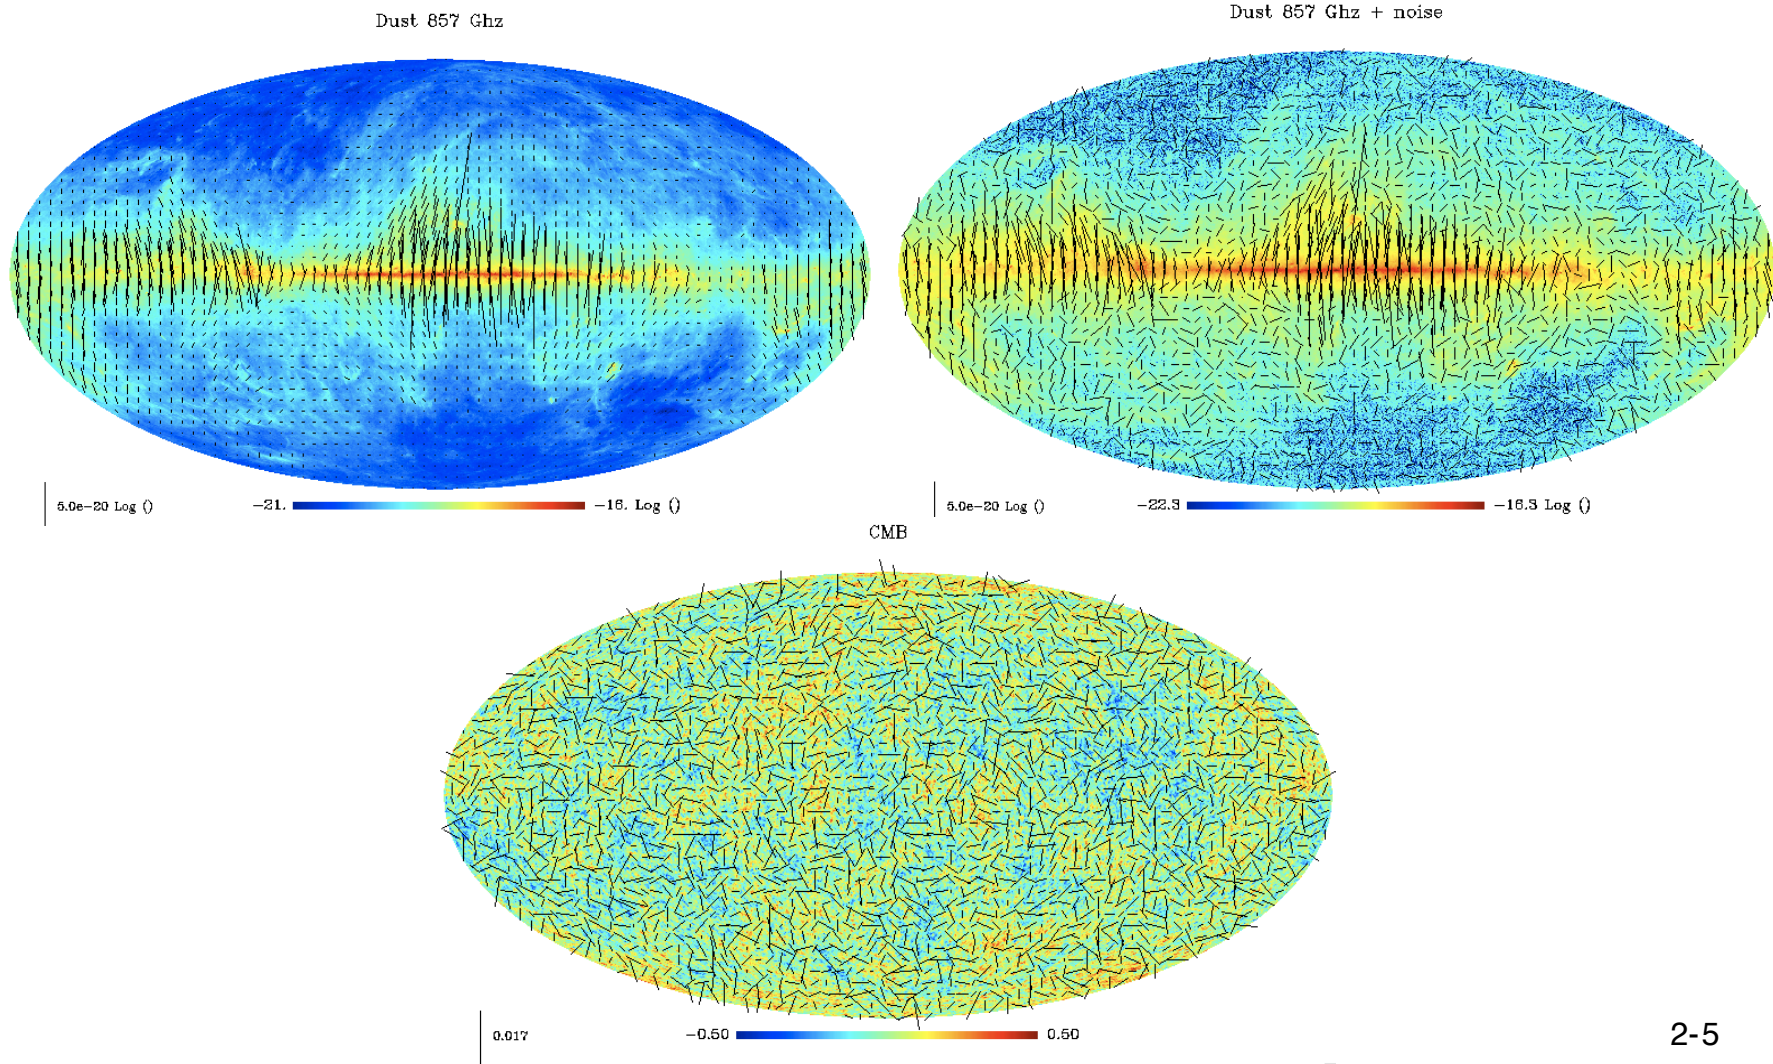 Dust 857 Ghz
Dust 857 Ghz + noise
5.0e-20 Log ()
-21. -16. Log ()
5.0e-20 Log ()
-22.3 -16.3 Log ()
CMB
0.017
-0.50 0.50
2-5